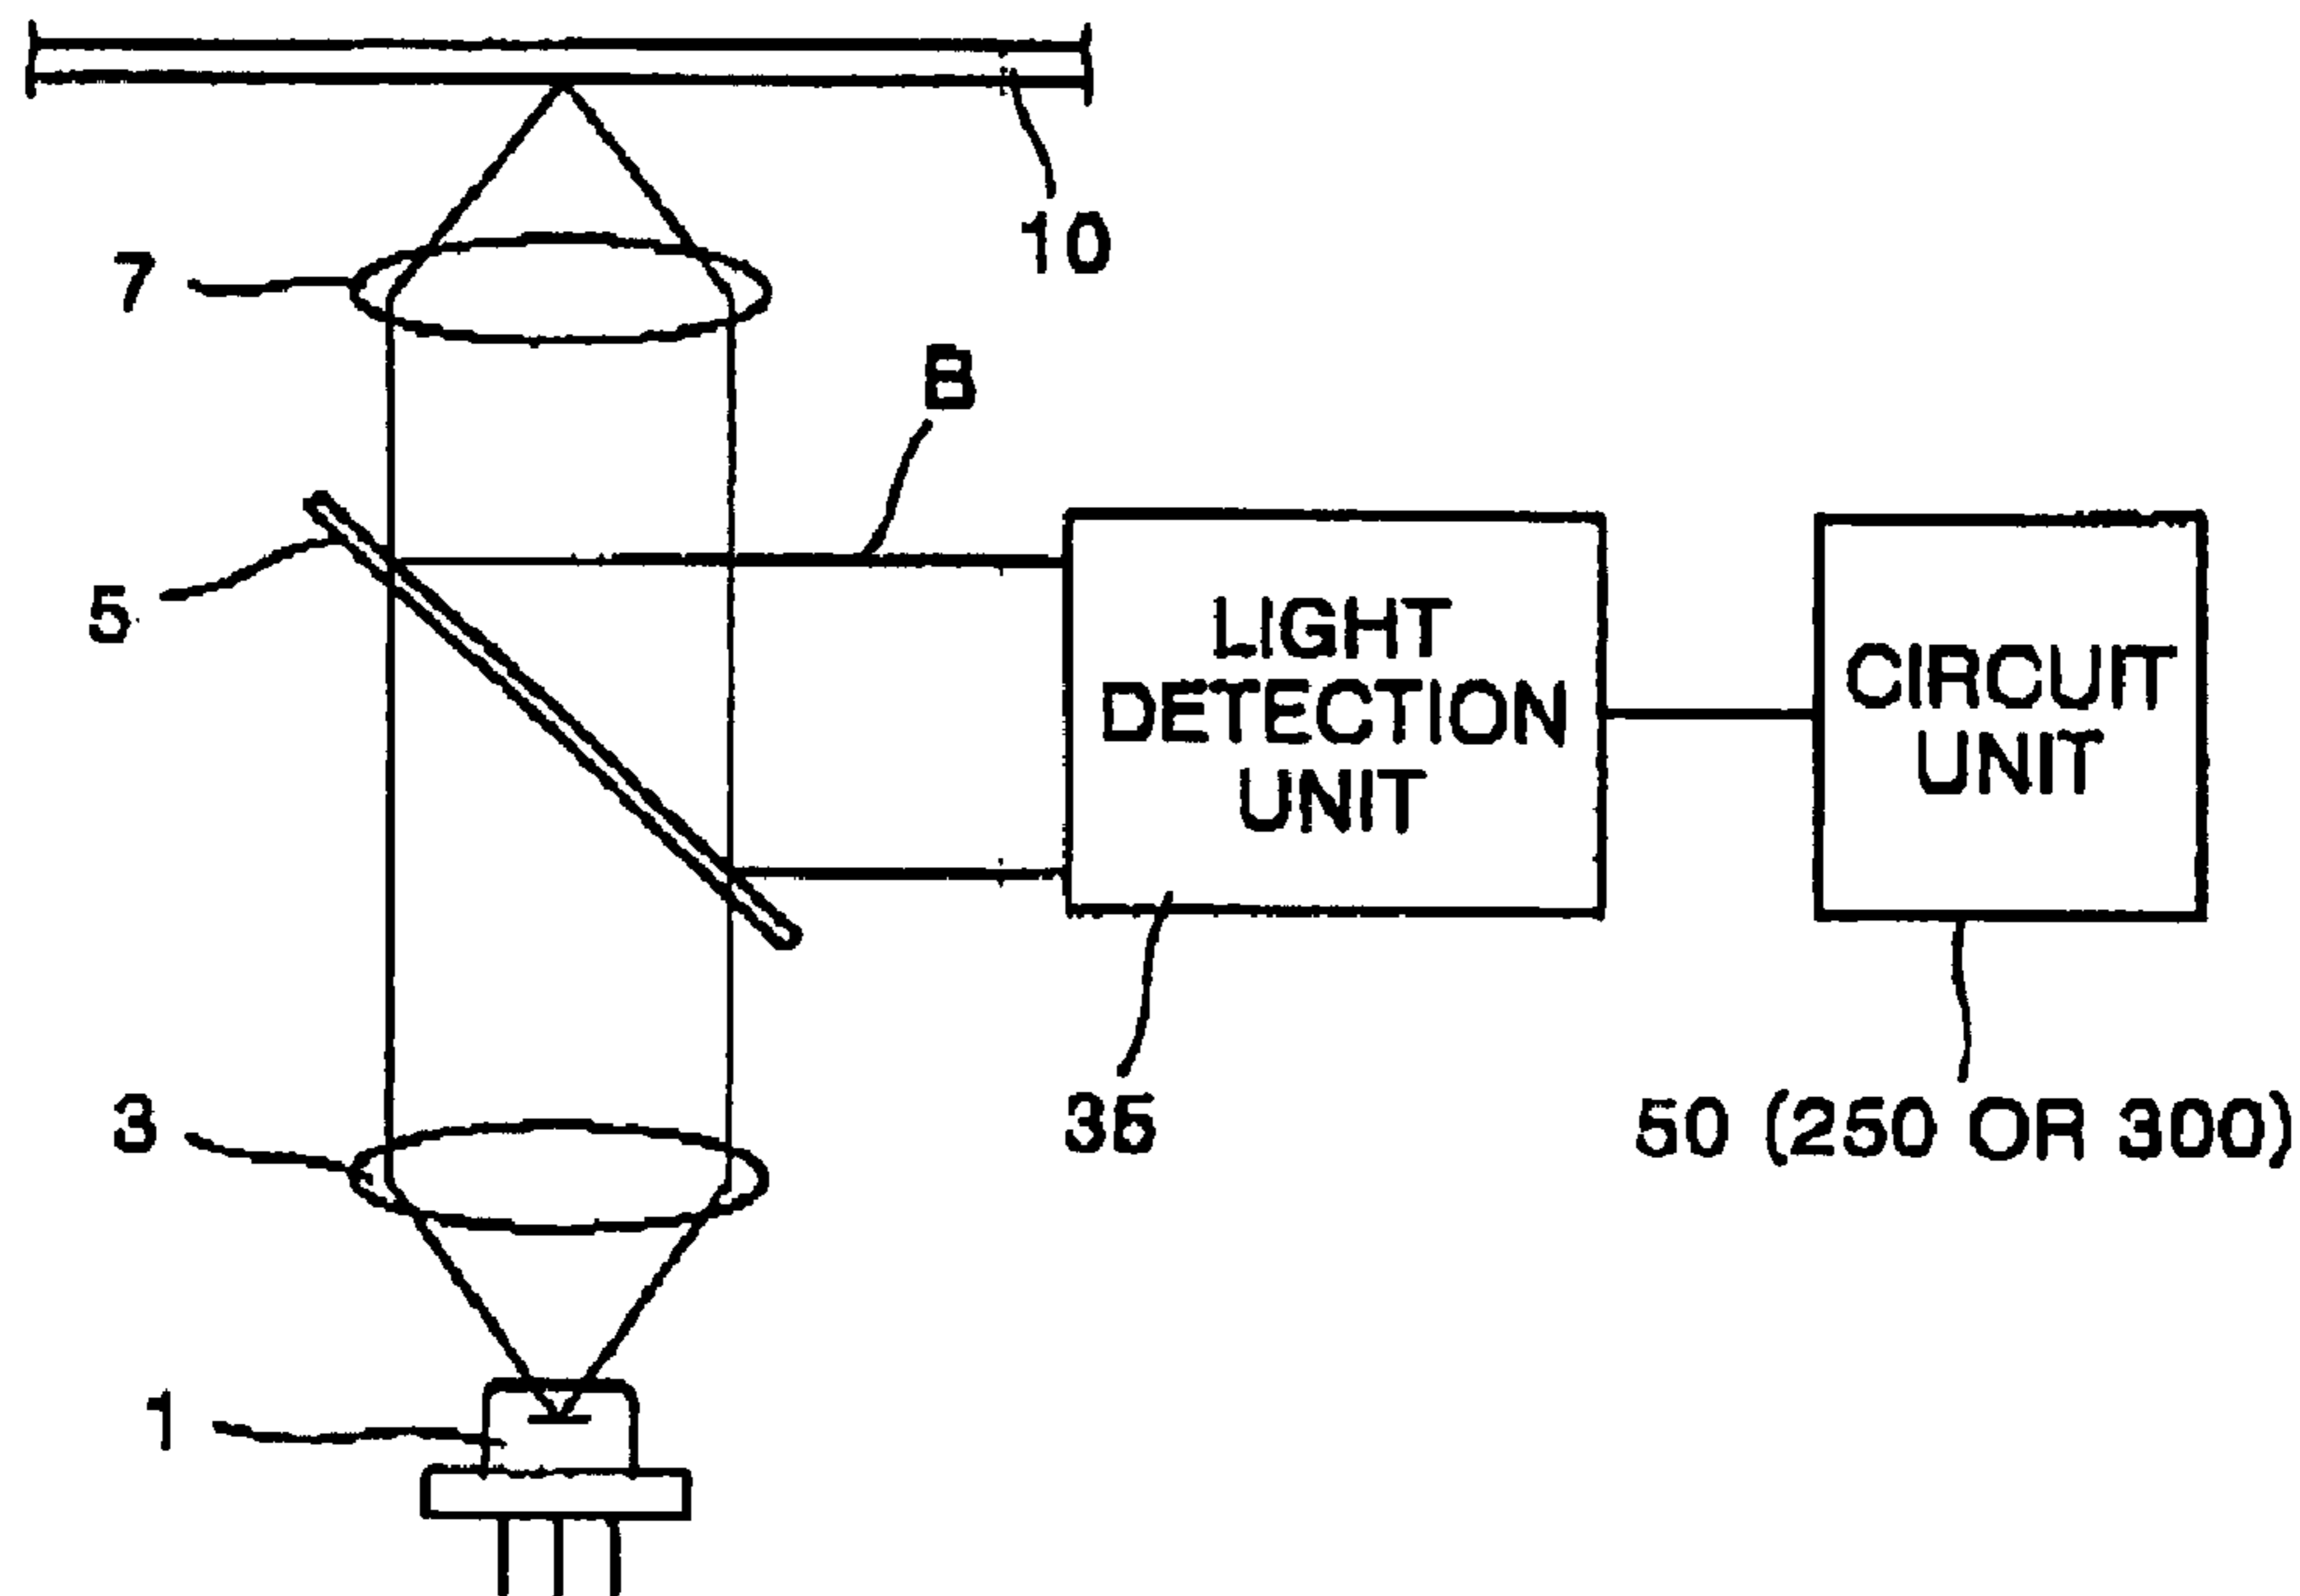 10
7
B
5
LIGHT
DETECTION
UNIT
CIRCUIT
UNIT
3
35
50 (250 OR 300)
1